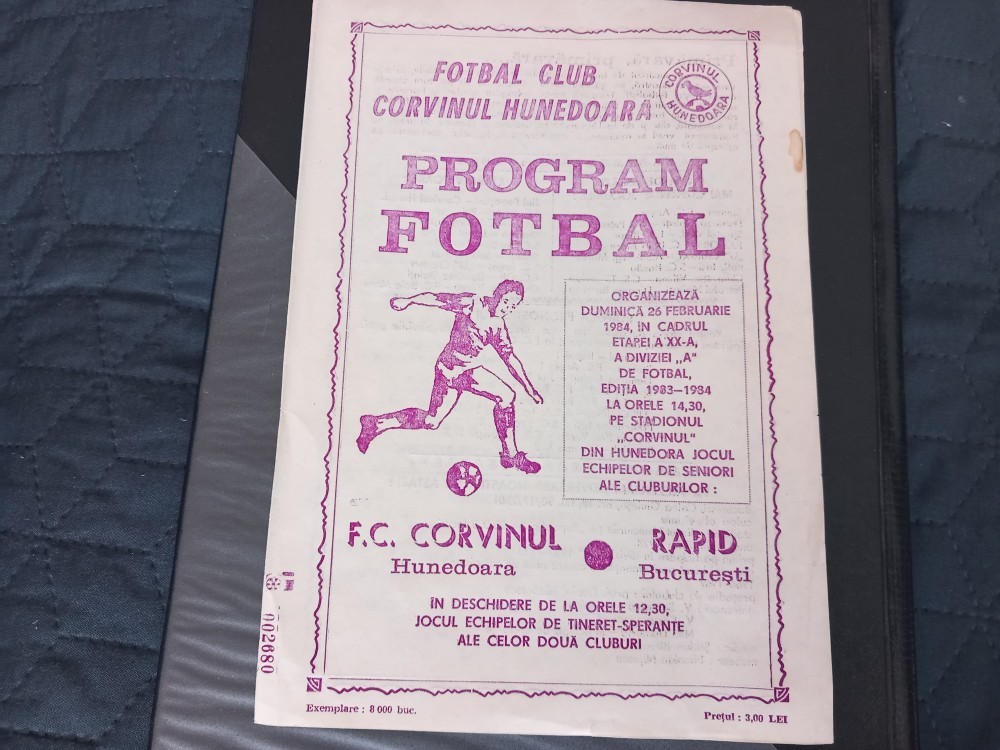 FOTBAL CLUB
CORVINUL HUNEDOARA
CORVINUL
HUNEDOARA
PROGRAM
FOTBAL
ORGANIZEAZĂ
DUMINICĂ 26 FEBRUARIE
1984, IN CADRUL
ETAPEI A XX-A,
A DIVIZIEI „A"
DE FOTBAL,
EDIȚIA 1983—1984
LA ORELE 14,30,
PE STADIONUL
„CORVINUL"
DIN HUNEDORA JOCUL
ECHIPELOR DE SENIORI
ALE CLUBURILOR :
F.C. CORVINUL
Hunedoara
RAPID
București
ÎN DESCHIDERE DE LA ORELE 12,30,
JOCUL ECHIPELOR DE TINERET-SPERANȚE
ALE CELOR DOUĂ CLUBURI
002680
Exemplare : 8 000 buc.
Prețul : 3,00 LEI